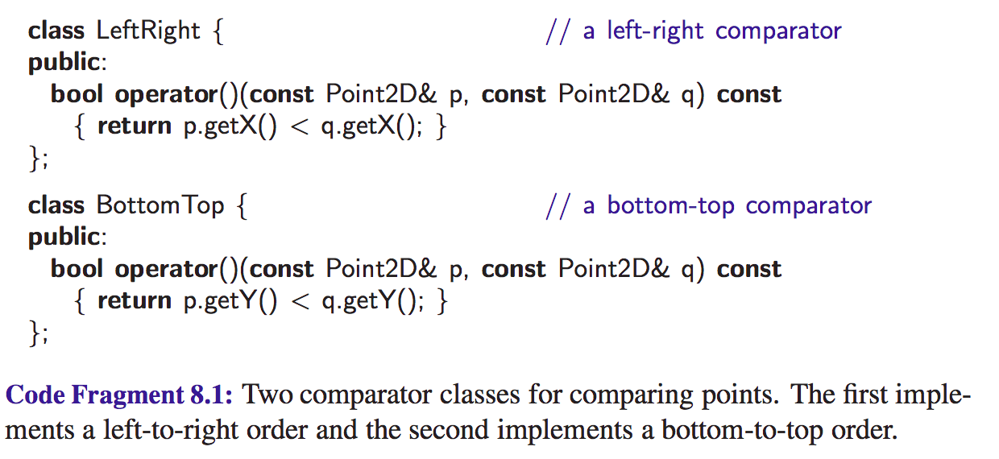 class LeftRight { // a left-right comparator
public:
bool operator()(const Point2D& p, const Point2D& q) const
{ return p.getX() < q.getX(); }
};
class BottomTop { // a bottom-top comparator
public:
bool operator()(const Point2D& p, const Point2D& q) const
{ return p.getY() < q.getY(); }
};
Code Fragment 8.1: Two comparator classes for comparing points. The first imple-
ments a left-to-right order and the second implements a bottom-to-top order.